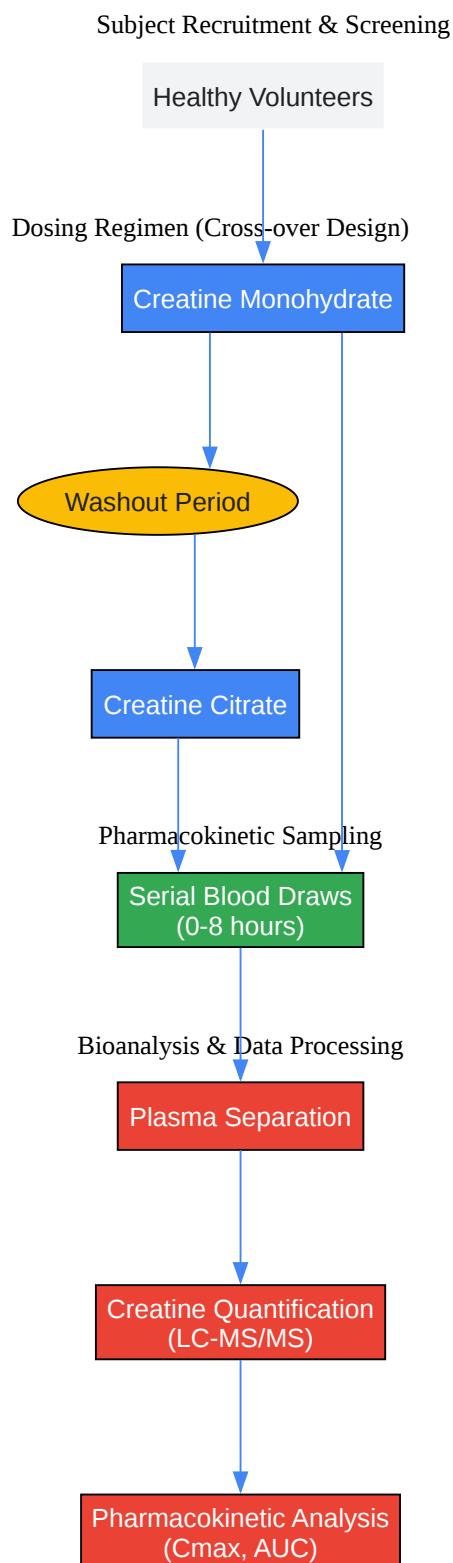 Subject Recruitment & Screening
Healthy Volunteers
Dosing Regimen (Cross-over Design)
Creatine Monohydrate
Washout Period
Creatine Citrate
Pharmacokinetic Sampling
Serial Blood Draws
(0-8 hours)
Bioanalysis & Data Processing
Plasma Separation
Creatine Quantification
(LC-MS/MS)
Pharmacokinetic Analysis
(Cmax, AUC)